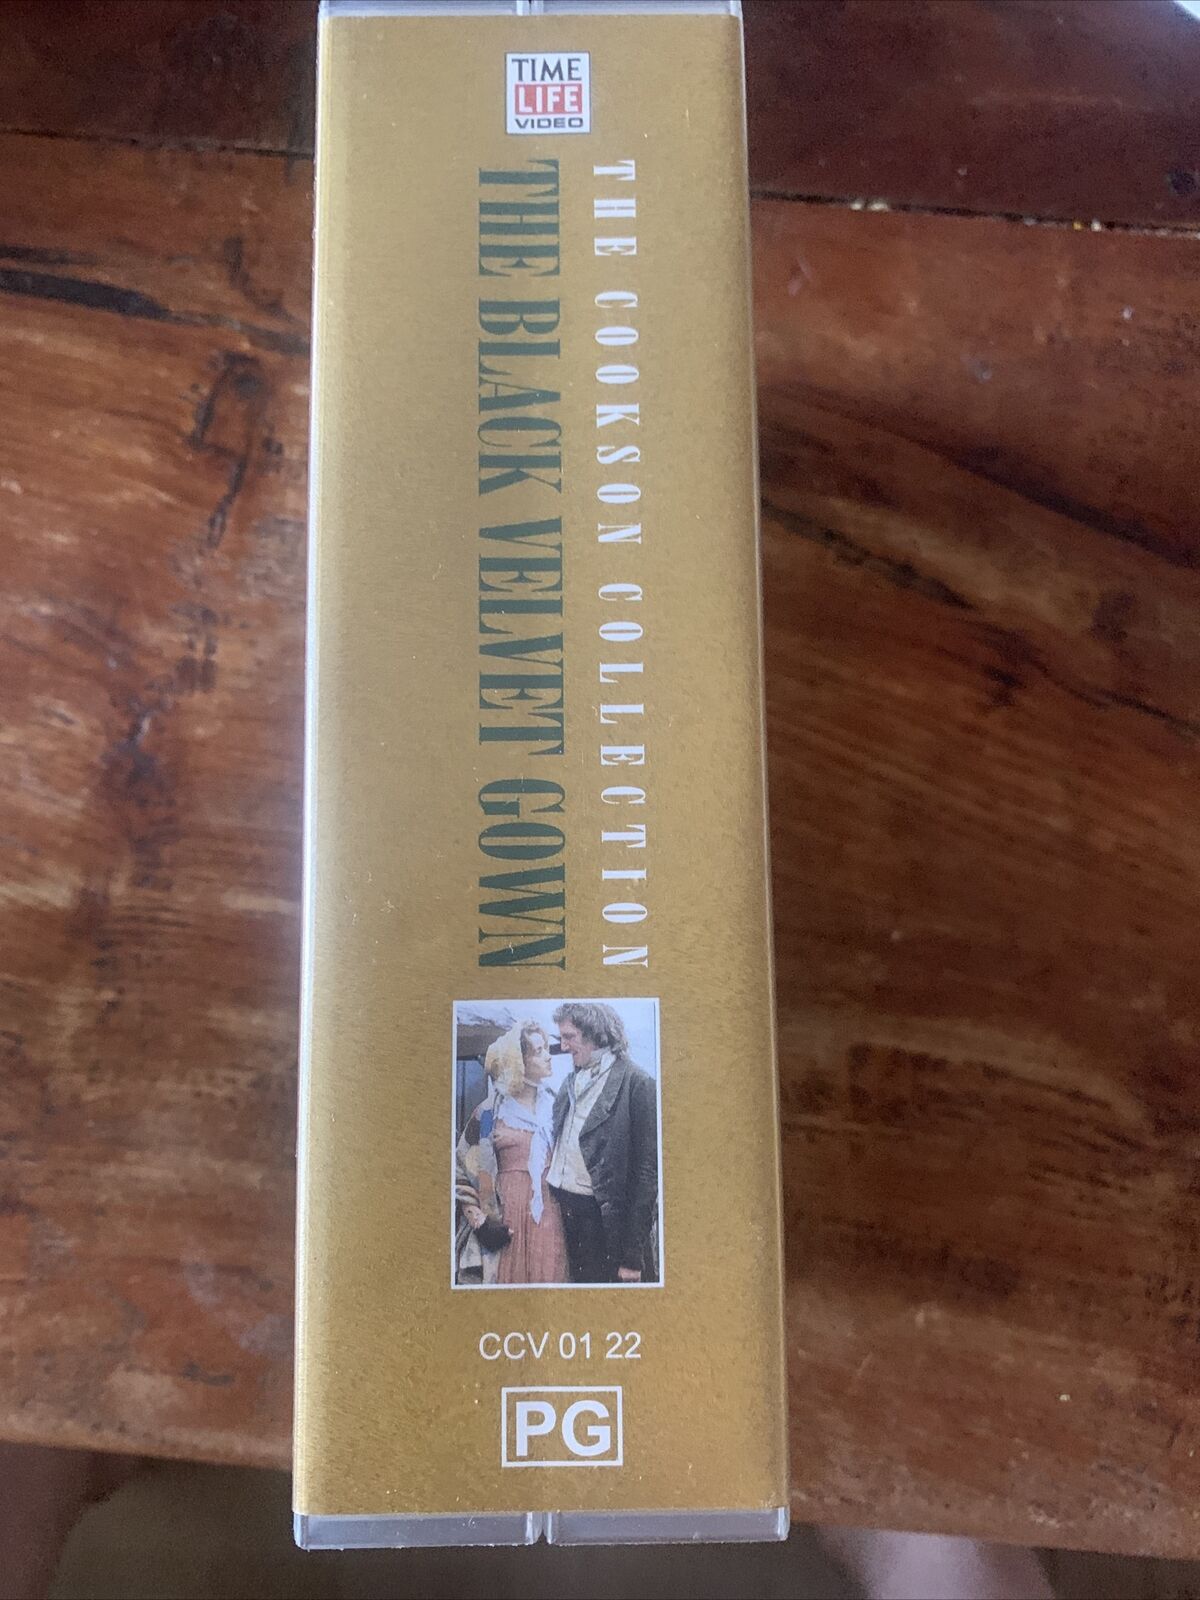 TIME
LIFE
VIDEO
THE COOKSON COLLECTION
THE BLACK VELVET GOWN
CCV 01 22
PG